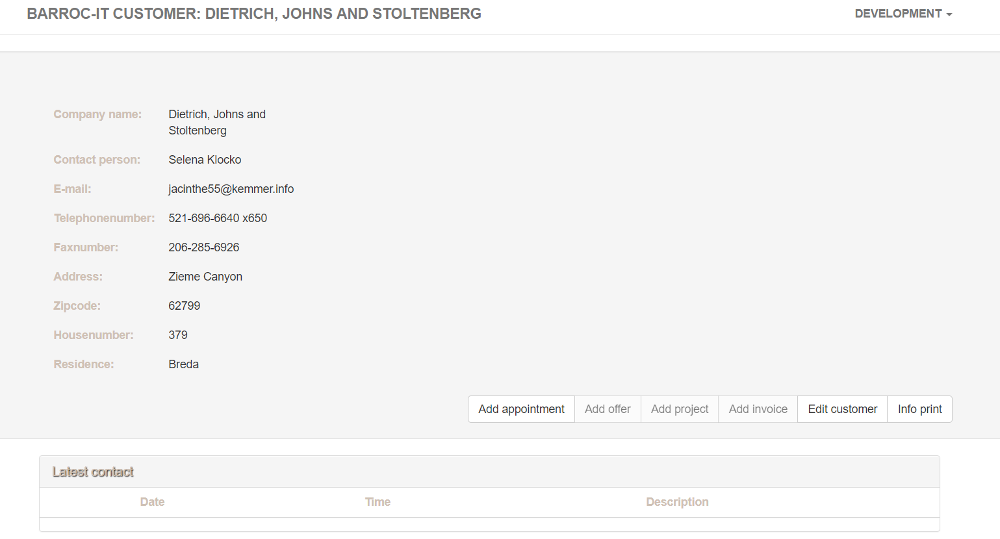 BARROC-IT CUSTOMER: DIETRICH, JOHNS AND STOLTENBERG
DEVELOPMENT
Company name: Dietrich, Johns and
Stoltenberg
Contact person: Selena Klocko
E-mail: jacinthe55@kemmer.info
Telephonenumber: 521-696-6640 x650
Faxnumber: 206-285-6926
Address: Zieme Canyon
Zipcode: 62799
Housenumber: 379
Residence: Breda
Add appointment Add offer Add project Add invoice Edit customer Info print
Latest contact
Date Time Description